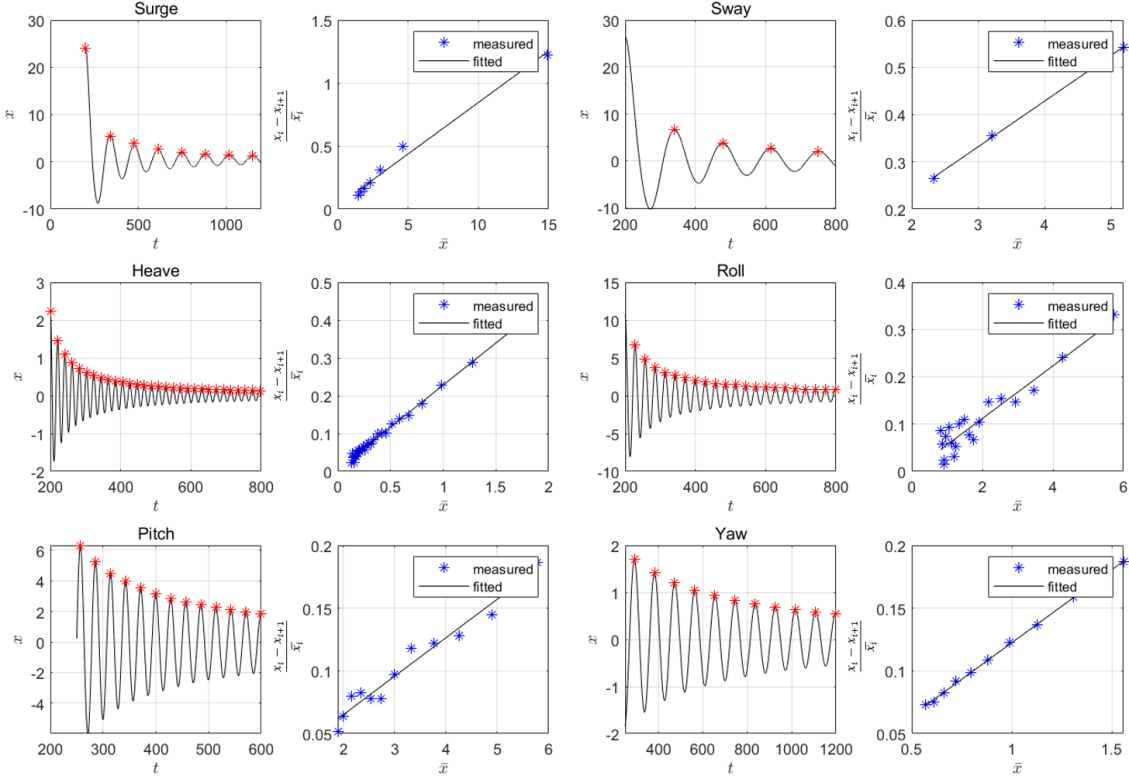 Surge
30
20
10
0
-10
0 500 1000
x
t
1.5
1
0.5
0
0 5 10 15
x_i − x_{i+1}
x̄_i
x̄
measured
fitted
Sway
30
20
10
0
-10
200 400 600 800
x
t
0.6
0.5
0.4
0.3
0.2
2 3 4 5
x_i − x_{i+1}
x̄_i
x̄
measured
fitted
Heave
3
2
1
0
-1
-2
200 400 600 800
x
t
0.5
0.4
0.3
0.2
0.1
0
0 0.5 1 1.5 2
x_i − x_{i+1}
x̄_i
x̄
measured
fitted
Roll
15
10
5
0
-5
-10
200 400 600 800
x
t
0.4
0.3
0.2
0.1
0
0 2 4 6
x_i − x_{i+1}
x̄_i
x̄
measured
fitted
Pitch
6
4
2
0
-2
-4
200 300 400 500 600
x
t
0.2
0.15
0.1
0.05
2 3 4 5
x_i − x_{i+1}
x̄_i
x̄
measured
fitted
Yaw
2
1
0
-1
-2
400 600 800 1000 1200
x
t
0.2
0.15
0.1
0.05
0.5 1 1.5
x_i − x_{i+1}
x̄_i
x̄
measured
fitted